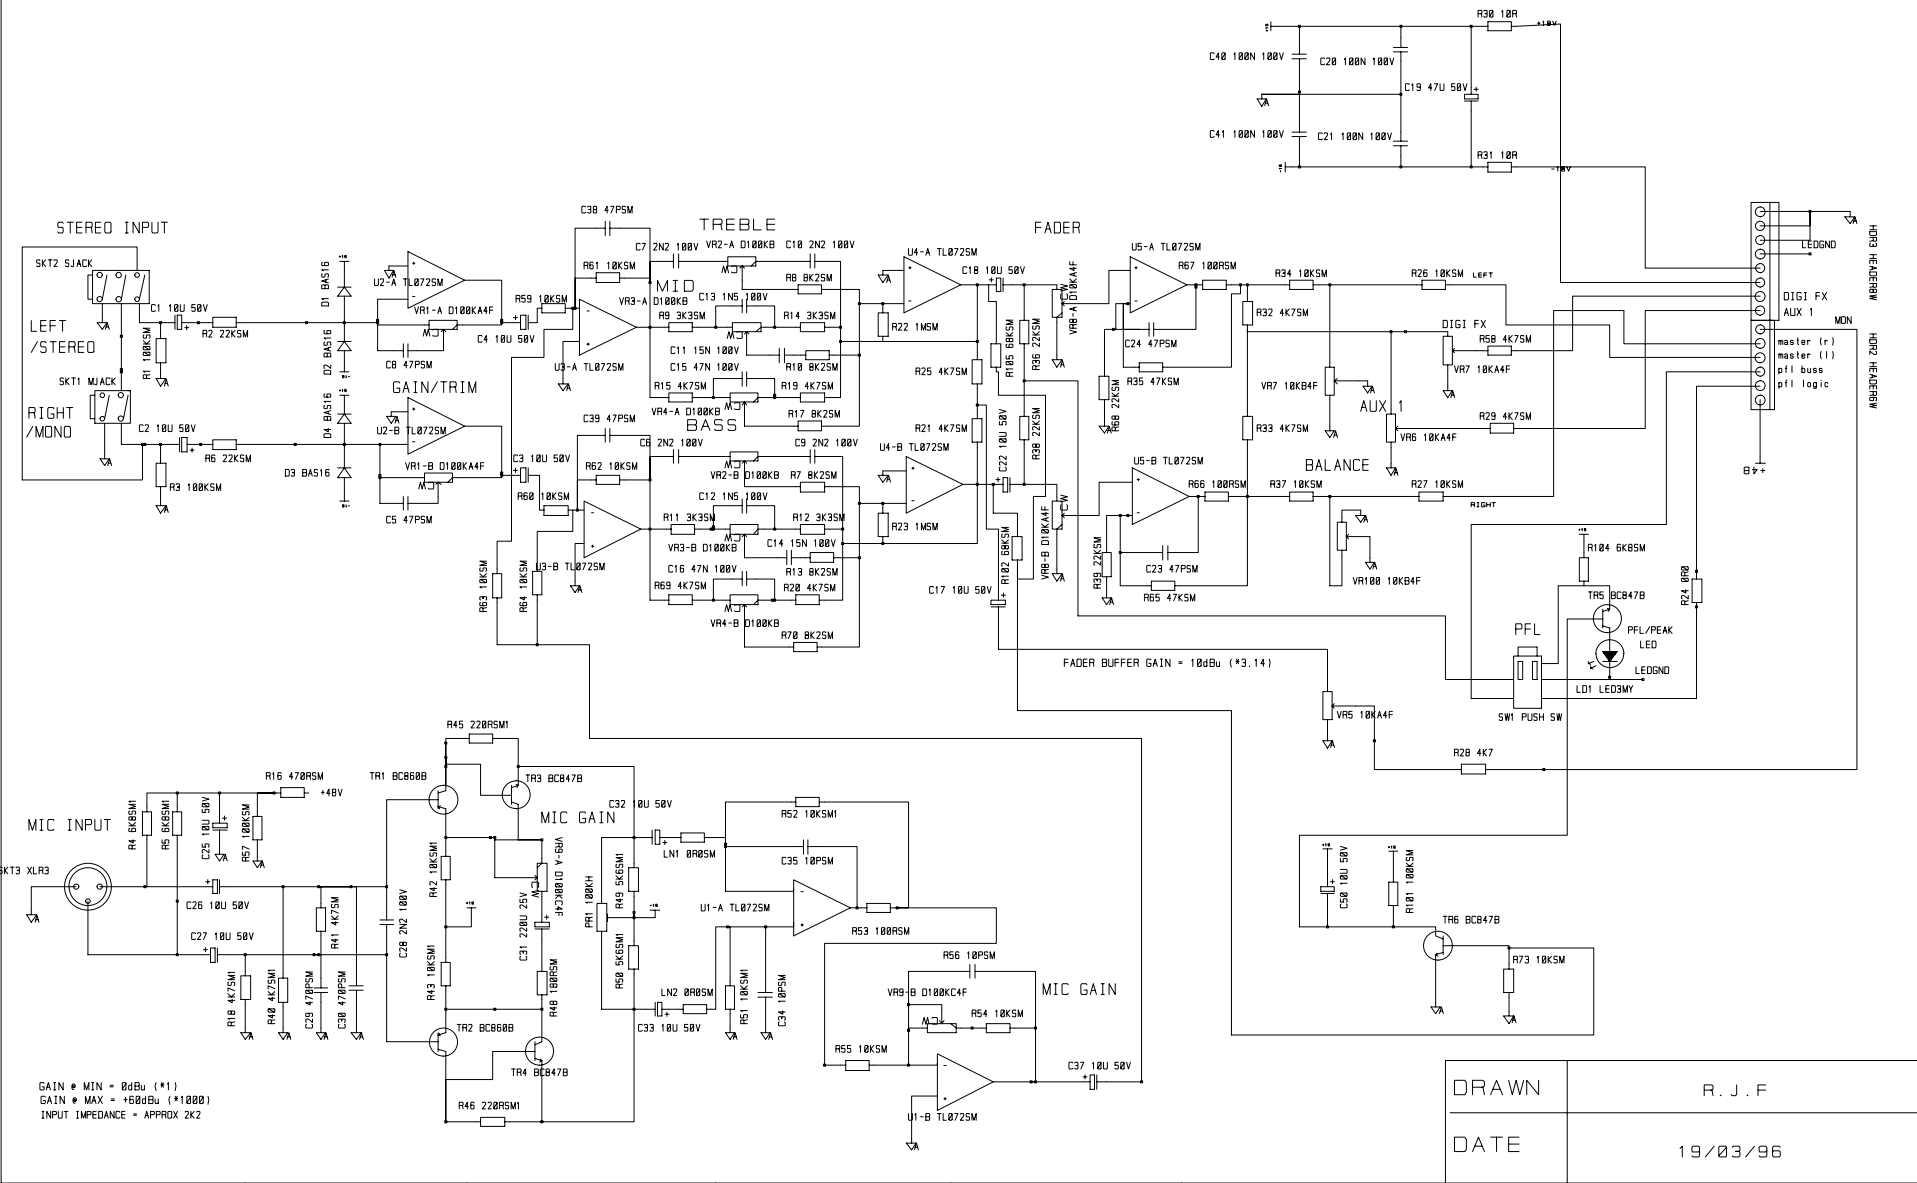 R30 10R
+18V
C40 100N 100V
C20 100N 100V
C19 47U 50V
C41 100N 100V
C21 100N 100V
R31 10R
-18V
STEREO INPUT
SKT2 SJACK
LEFT
/STEREO
SKT1 MJACK
RIGHT
/MONO
C1 10U 50V
R2 22KSM
R1 100KSM
C2 10U 50V
R6 22KSM
R3 100KSM
D1 BAS16
D2 BAS16
D4 BAS16
D3 BAS16
U2-A TL072SM
VR1-A D100KA4F
C8 47PSM
GAIN/TRIM
U2-B TL072SM
VR1-B D100KA4F
C5 47PSM
C4 10U 50V
R59 10KSM
C3 10U 50V
R60 10KSM
C38 47PSM
R61 10KSM
U3-A TL072SM
C39 47PSM
R62 10KSM
U3-B TL072SM
R63 10KSM
R64 10KSM
TREBLE
C7 2N2 100V
VR2-A D100KB
C10 2N2 100V
CW
R8 8K2SM
MID
VR3-A D100KB
C13 1N5 100V
R9 3K3SM
R14 3K3SM
CW
C11 15N 100V
R10 8K2SM
C15 47N 100V
R15 4K7SM
R19 4K7SM
VR4-A D100KB
CW
R17 8K2SM
BASS
C6 2N2 100V
C9 2N2 100V
VR2-B D100KB
CW
R7 8K2SM
C12 1N5 100V
R11 3K3SM
R12 3K3SM
VR3-B D100KB
CW
C14 15N 100V
R13 8K2SM
C16 47N 100V
R69 4K7SM
R20 4K7SM
VR4-B D100KB
CW
R70 8K2SM
U4-A TL072SM
R22 1M5M
R25 4K7SM
R21 4K7SM
U4-B TL072SM
R23 1M5M
C18 10U 50V
R105 68KSM
R36 22KSM
R38 22KSM
C22 10U 50V
R102 68KSM
C17 10U 50V
FADER
VR8-A D10KA4F
CW
VR8-B D10KA4F
CW
U5-A TL072SM
R67 100RSM
C24 47PSM
R35 47KSM
R68 22KSM
U5-B TL072SM
R66 100RSM
C23 47PSM
R65 47KSM
R39 22KSM
FADER BUFFER GAIN = 10dBu (*3.14)
R34 10KSM
R26 10KSM
LEFT
R32 4K7SM
R33 4K7SM
VR7 10KB4F
DIGI FX
R58 4K7SM
VR7 10KA4F
AUX 1
VR6 10KA4F
R29 4K7SM
BALANCE
R37 10KSM
R27 10KSM
RIGHT
VR100 10KB4F
HDR3 HEADER8W
LEDGND
DIGI FX
AUX 1
MON
master (r)
master (l)
pfl buss
pfl logic
HDR2 HEADER6W
+48
R104 6K8SM
R24 0R0
TR5 BC847B
PFL/PEAK
LED
LEDGND
LD1 LED3MY
PFL
SW1 PUSH SW
VR5 10KA4F
R28 4K7
MIC INPUT
SKT3 XLR3
R16 470RSM
+48V
R4 6K8SM1
R5 6K8SM1
C25 10U 50V
R57 100KSM
C26 10U 50V
C27 10U 50V
R18 4K7SM1
R40 4K7SM1
R41 4K7SM
C29 470PSM
C30 470PSM
C28 2N2 100V
R45 220RSM1
TR1 BC860B
TR3 BC847B
R42 10KSM1
R43 10KSM1
TR2 BC860B
TR4 BC847B
R46 220RSM1
MIC GAIN
VR9-A D100KC4F
CW
C31 220U 25V
R48 180RSM
PR1 100KH
R49 5K6SM1
R50 5K6SM1
C32 10U 50V
LN1 0R0SM
LN2 0R0SM
C33 10U 50V
R52 10KSM1
C35 10PSM
U1-A TL072SM
R53 100RSM
R51 10KSM1
C34 10PSM
R56 10PSM
VR9-B D100KC4F
CW
R54 10KSM
MIC GAIN
R55 10KSM
U1-B TL072SM
C37 10U 50V
C50 10U 50V
R101 100KSM
TR6 BC847B
R73 10KSM
GAIN @ MIN = 0dBu (*1)
GAIN @ MAX = +60dBu (*1000)
INPUT IMPEDANCE = APPROX 2K2
DRAWN
R.J.F
DATE
19/03/96